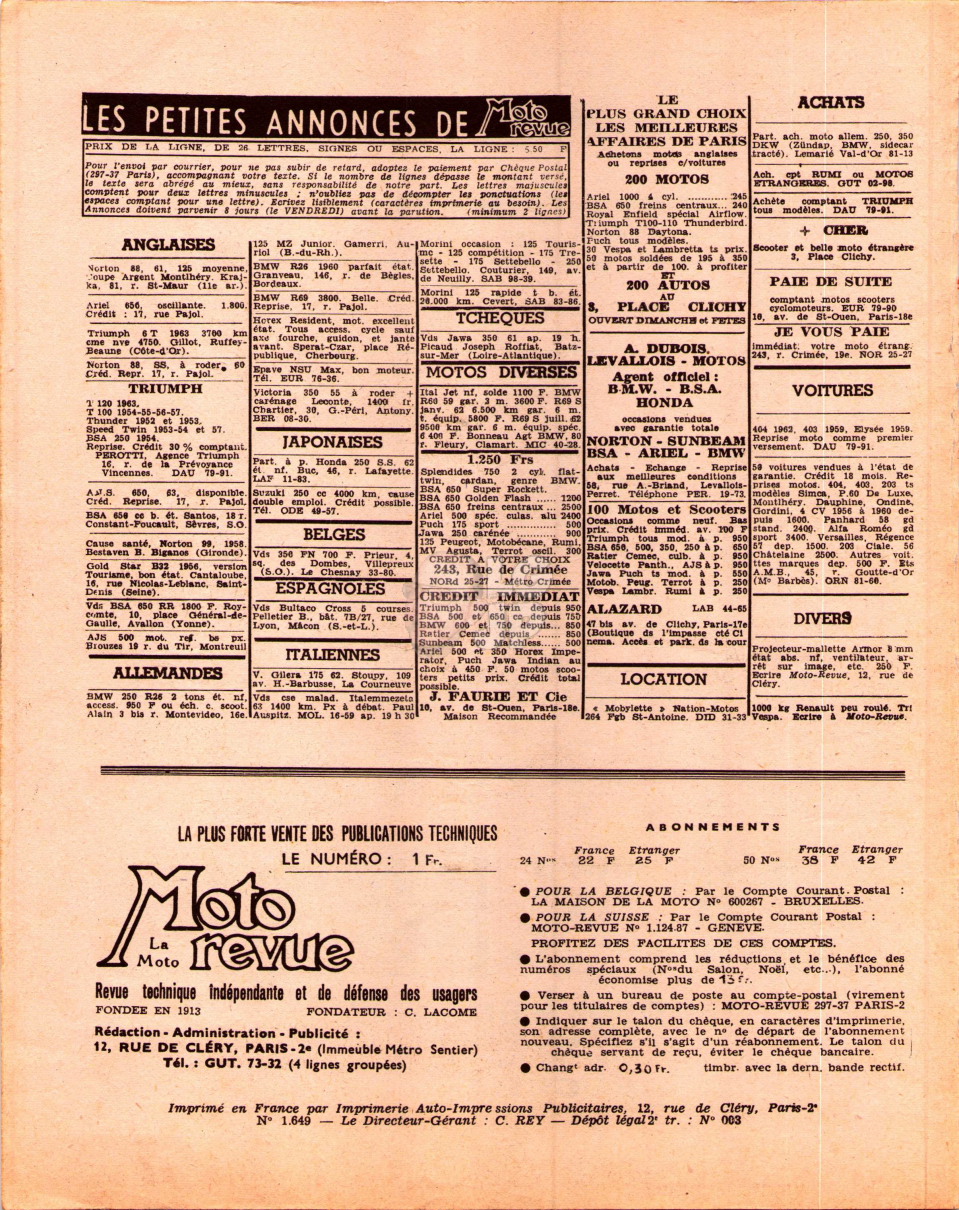 LES PETITES ANNONCES DE Moto revue
PRIX DE LA LIGNE, DE 26 LETTRES, SIGNES OU ESPACES, LA LIGNE : 5.50 F
Pour l'envoi par courrier, pour ne pas subir de retard, adoptez le paiement par Chèque Postal
(297-37 Paris), accompagnant votre texte. Si le nombre de lignes dépasse le montant versé,
le texte sera abrégé au mieux, sans responsabilité de notre part. Les lettres majuscules
comptent pour deux lettres minuscules ; n'oubliez pas de décompter les ponctuations (les
espaces comptant pour une lettre). Ecrivez lisiblement (caractères imprimerie au besoin). Les
Annonces doivent parvenir 8 jours (le VENDREDI) avant la parution. (minimum 2 lignes)
ANGLAISES
Norton 88, 61, 125 moyenne,
Coupe Argent Montlhéry. Kraj-
ka, 81, r. St-Maur (11e ar.).
Ariel 650, oscillante. 1.800.
Crédit : 17, rue Pajol.
Triumph 6 T 1963 3700 km
cme nve 4750. Gillot, Ruffey-
Beaune (Côte-d'Or).
Norton 88, SS, à roder, 60
Créd. Repr. 17, r. Pajol.
TRIUMPH
T 120 1963.
T 100 1954-55-56-57.
Thunder 1952 et 1953.
Speed Twin 1953-54 et 57.
BSA 250 1954.
Reprise. Crédit 30 % comptant.
PEROTTI, Agence Triumph
16, r. de la Prévoyance
Vincennes. DAU 79-91.
A.J.S. 650, 63, disponible.
Créd. Reprise. 17, r. Pajol.
BSA 650 cc b. ét. Santos, 18 r.
Constant-Foucault, Sèvres, S.O.
Cause santé, Norton 99, 1958.
Bestaven B. Biganos (Gironde).
Gold Star B32 1956, version
Tourisme, bon état. Cantaloube,
16, rue Nicolas-Leblanc, Saint-
Denis (Seine).
Vds BSA 650 RR 1800 F. Roy-
comte, 10, place Général-de-
Gaulle, Avallon (Yonne).
AJS 500 mot. ref. be px.
Brouzes 19 r. du Tir, Montreuil
ALLEMANDES
BMW 250 R26 2 tons ét. nf,
access. 950 F ou éch. c. scoot.
Alain 3 bis r. Montevideo, 16e.
125 MZ Junior. Gamerri, Au-
riol (B.-du-Rh.).
BMW R26 1960 parfait état.
Granveau, 146, r. de Bègles,
Bordeaux.
BMW R69 3800. Belle. Créd.
Reprise, 17, r. Pajol.
Horex Resident, mot. excellent
état. Tous access. cycle sauf
axe fourche, guidon, et jante
avant. Sperat-Czar, place Ré-
publique, Cherbourg.
Epave NSU Max, bon moteur.
Tél. EUR 76-36.
Victoria 350 55 à roder +
carénage Leconte, 1400 fr.
Chartier, 30, G.-Péri, Antony.
BER 08-30.
JAPONAISES
Part. à p. Honda 250 S.S. 62
ét. nf. Buc, 46, r. Lafayette.
LAF 11-83.
Suzuki 250 cc 4000 km, cause
double emploi. Crédit possible.
Tél. ODE 49-57.
BELGES
Vds 350 FN 700 F. Prieur, 4,
sq. des Dombes, Villepreux
(S.O.). Le Chesnay 33-80.
ESPAGNOLES
Vds Bultaco Cross 5 courses.
Pelletier B., bât. 7B/27, rue de
Lyon, Mâcon (S.-et-L.).
ITALIENNES
V. Gilera 175 62. Stoupy, 109
av. H.-Barbusse, La Courneuve
Vds cse malad. Italemmezeta
63 1400 km. Px à débat. Paul
Auspitz. MOL. 16-59 ap. 19 h 30
Morini occasion : 125 Touris-
me - 125 compétition - 175 Tre-
sette - 175 Settebello - 250
Settebello. Couturier, 149, av.
de Neuilly. SAB 98-39.
Morini 125 rapide t b. ét.
26.000 km. Cevert, SAB 83-86.
TCHEQUES
Vds Jawa 350 61 ap. 19 h.
Picaud Joseph Roffiat, Batz-
sur-Mer (Loire-Atlantique).
MOTOS DIVERSES
Ital Jet nf, solde 1100 F. BMW
R69 59 gar. 2 m. 3600 F. R69 S
janv. 62 6.500 km gar. 6 m.
t. équip. 5800 F. R69 S juill. 62
9500 km gar. 6 m. équip. spéc.
6 400 F. Bonneau Agt BMW, 80
r. Fleury, Clamart. MIC 40-28.
1.250 Frs
Splendides 750 2 cyl. flat-
twin, cardan, genre BMW.
BSA 650 Super Rockett.
BSA 650 Golden Flash ..... 1200
BSA 650 freins centraux ... 2500
Ariel 500 spéc. culas. alu 2400
Puch 175 sport ............ 500
Jawa 250 carénée .......... 900
125 Peugeot, Motobécane, Rumi,
MV Agusta, Terrot oscil. 300
CREDIT A VOTRE CHOIX
243, Rue de Crimée
NORd 25-27 - Métro Crimée
CREDIT IMMEDIAT
Triumph 500 twin depuis 950
BSA 500 et 650 cc depuis 750
BMW 600 et 750 depuis... 850
Ratier Cemec depuis ...... 850
Sunbeam 500 Matchless..... 500
Ariel 500 et 350 Horex Impe-
rator, Puch Jawa Indian au
choix à 450 F. 50 motos scoo-
ters petits prix. Crédit total
possible.
J. FAURIE ET Cie
10, av. de St-Ouen, Paris-18e.
Maison Recommandée
LE
PLUS GRAND CHOIX
LES MEILLEURES
AFFAIRES DE PARIS
Achetons motos anglaises
ou reprises c/voitures
200 MOTOS
Ariel 1000 4 cyl. ............ 245
BSA 650 freins centraux... 240
Royal Enfield spécial Airflow.
Triumph T100-110 Thunderbird.
Norton 88 Daytona.
Puch tous modèles.
30 Vespa et Lambretta ts prix.
50 motos soldées de 195 à 350
et à partir de 100. à profiter
ET
200 AUTOS
AU
3, PLACE CLICHY
OUVERT DIMANCHE et FETES
A. DUBOIS.
LEVALLOIS - MOTOS
Agent officiel :
B.M.W. - B.S.A.
HONDA
occasions vendues
avec garantie totale
NORTON - SUNBEAM
BSA - ARIEL - BMW
Achats - Echange - Reprise
aux meilleures conditions
58, rue A.-Briand, Levallois-
Perret. Téléphone PER. 19-73.
100 Motos et Scooters
Occasions comme neuf. Bas
prix. Crédit imméd. av. 100 F
Triumph tous mod. à p. 950
BSA 650, 500, 350, 250 à p. 650
Ratier Cemec, culb. à p. 950
Velocette Panth., AJS à p. 950
Jawa Puch ts mod. à p. 550
Motob. Peug. Terrot à p. 250
Vespa Lambr. Rumi à p. 250
ALAZARD LAB 44-65
47 bis av. de Clichy, Paris-17e
(Boutique ds l'Impasse cté Ci
nema. Accès et park. ds la cour
LOCATION
« Mobylette » Nation-Motos
264 Fgb St-Antoine. DID 31-33
ACHATS
Part. ach. moto allem. 250, 350
DKW (Zündap, BMW, sidecar
tracté). Lemarié Val-d'Or 81-13
Ach. cpt RUMI ou MOTOS
ETRANGERES. GUT 02-98.
Achète comptant TRIUMPH
tous modèles. DAU 79-91.
+ CHER
Scooter et belle moto étrangère
3, Place Clichy.
PAIE DE SUITE
comptant motos scooters
cyclomoteurs. EUR 79-90
10, av. de St-Ouen, Paris-18e
JE VOUS PAIE
immédiat. votre moto étrang.
243, r. Crimée, 19e. NOR 25-27
VOITURES
404 1962, 403 1959, Elysée 1959.
Reprise moto comme premier
versement. DAU 79-91.
50 voitures vendues à l'état de
garantie. Crédit 18 mois. Re-
prises motos. 404, 403, 203 ts
modèles Simca, P.60 De Luxe,
Montlhéry, Dauphine, Ondine,
Gordini, 4 CV 1956 à 1960 de-
puis 1600. Panhard 58 gd
stand. 2400. Alfa Roméo gd
sport 3400. Versailles, Régence
57 dep. 1500. 203 Ctale. 56
Châtelaine 2500. Autres voit.
ttes marques dep. 500 F. Ets
A.M.B., 45, r. Goutte-d'Or
(Mº Barbès). ORN 81-60.
DIVERS
Projecteur-mallette Armor 8 mm
état abs. nf, ventilateur, ar-
rêt sur image, etc. 250 F.
Ecrire Moto-Revue, 12, rue de
Cléry.
1000 kg Renault peu roulé. Tri
Vespa. Ecrire à Moto-Revue.
LA PLUS FORTE VENTE DES PUBLICATIONS TECHNIQUES
LE NUMÉRO : 1 Fr.
La Moto
Moto revue
Revue technique indépendante et de défense des usagers
FONDEE EN 1913 FONDATEUR : C. LACOME
Rédaction - Administration - Publicité :
12, RUE DE CLÉRY, PARIS-2e (Immeuble Métro Sentier)
Tél. : GUT. 73-32 (4 lignes groupées)
ABONNEMENTS
France Etranger France Etranger
24 Nos 22 F 25 F 50 Nos 38 F 42 F
● POUR LA BELGIQUE : Par le Compte Courant Postal :
LA MAISON DE LA MOTO Nº 600267 - BRUXELLES.
● POUR LA SUISSE : Par le Compte Courant Postal :
MOTO-REVUE Nº 1.124.87 - GENEVE.
PROFITEZ DES FACILITES DE CES COMPTES.
● L'abonnement comprend les réductions et le bénéfice des
numéros spéciaux (Nos du Salon, Noël, etc...), l'abonné
économise plus de 13 fr.
● Verser à un bureau de poste au compte-postal (virement
pour les titulaires de comptes) : MOTO-REVUE 297-37 PARIS-2
● Indiquer sur le talon du chèque, en caractères d'imprimerie,
son adresse complète, avec le nº de départ de l'abonnement
nouveau. Spécifiez s'il s'agit d'un réabonnement. Le talon du
chèque servant de reçu, éviter le chèque bancaire.
● Changt adr. 0,30 Fr. timbr. avec la dern. bande rectif.
Imprimé en France par Imprimerie Auto-Impressions Publicitaires, 12, rue de Cléry, Paris-2e
Nº 1.649 — Le Directeur-Gérant : C. REY — Dépôt légal 2e tr. : Nº 003